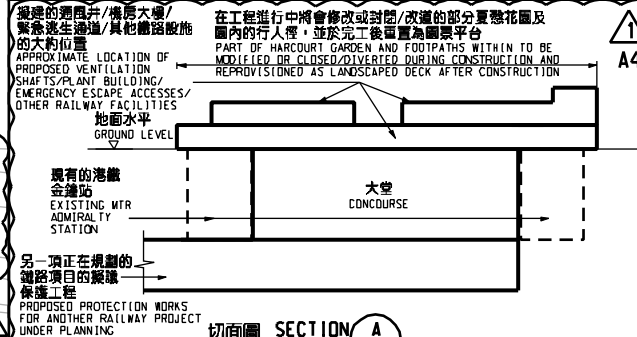 擬建的通風井/機房大樓/
緊急逃生通道/其他鐵路設施
的大約位置
APPROXIMATE LOCATION OF
PROPOSED VENTILATION
SHAFTS/PLANT BUILDING/
EMERGENCY ESCAPE ACCESSES/
OTHER RAILWAY FACILITIES
在工程進行中將會修改或封閉/改道的部分夏慤花園及
園內的行人徑，並於完工後重置為園景平台
PART OF HARCOURT GARDEN AND FOOTPATHS WITHIN TO BE
MODIFIED OR CLOSED/DIVERTED DURING CONSTRUCTION AND
REPROVISIONED AS LANDSCAPED DECK AFTER CONSTRUCTION
1
A4
地面水平
GROUND LEVEL
現有的港鐵
金鐘站
EXISTING MTR
ADMIRALTY
STATION
大堂
CONCOURSE
另一項正在規劃的
鐵路項目的擬議
保護工程
PROPOSED PROTECTION WORKS
FOR ANOTHER RAILWAY PROJECT
UNDER PLANNING
切面圖 SECTION A